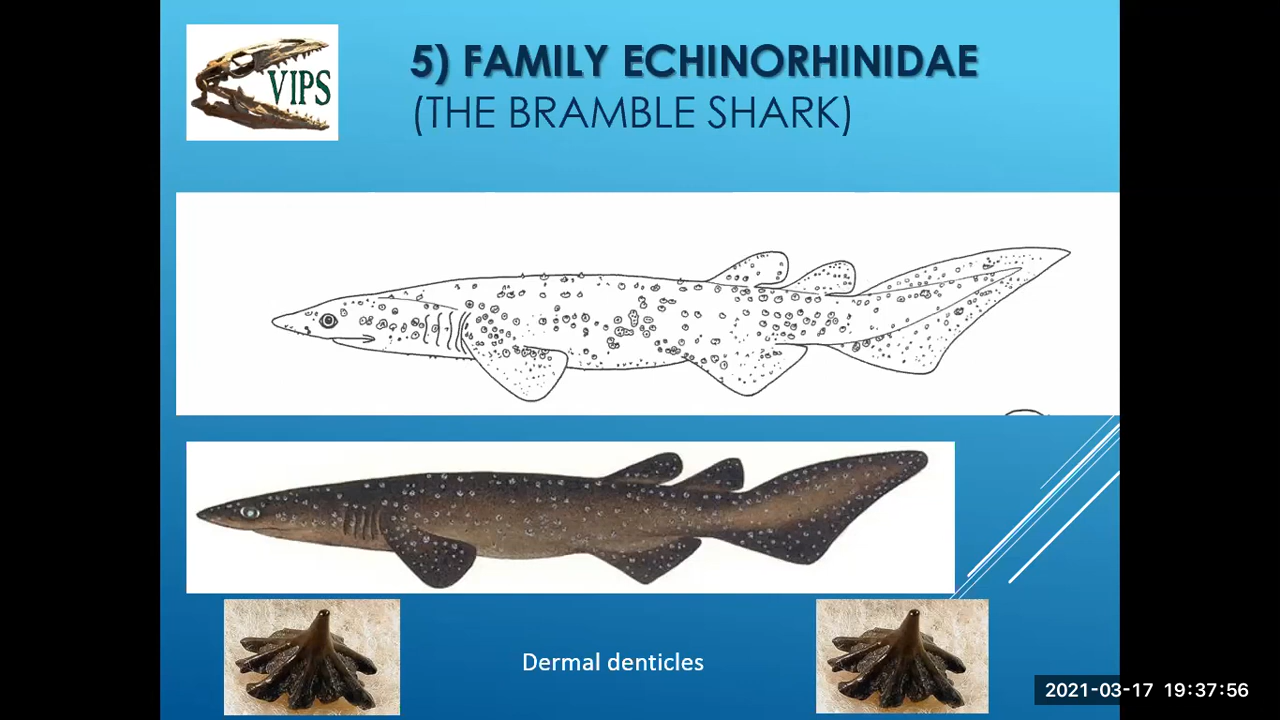 VIPS
5) FAMILY ECHINORHINIDAE
(THE BRAMBLE SHARK)
Dermal denticles
2021-03-17 19:37:56